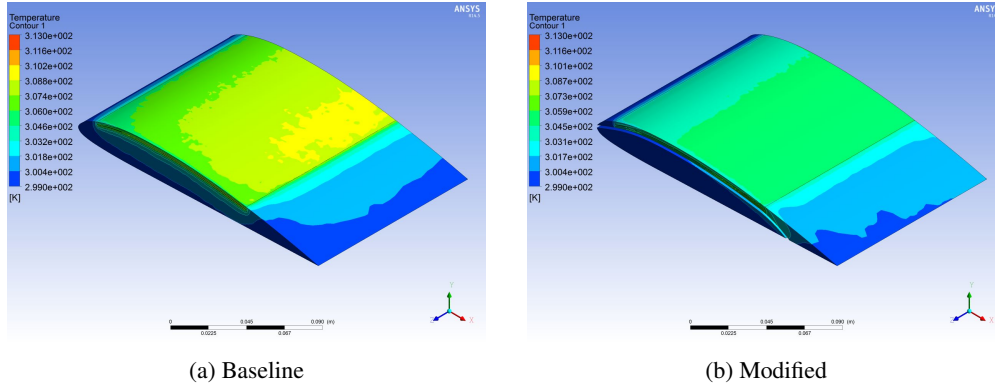 Temperature
Contour 1
3.130e+002
3.116e+002
3.102e+002
3.088e+002
3.074e+002
3.060e+002
3.046e+002
3.032e+002
3.018e+002
3.004e+002
2.990e+002
[K]
ANSYS
0
0.045
0.090 (m)
0.0225
0.067
Y
Z
X
(a) Baseline
Temperature
Contour 1
3.130e+002
3.116e+002
3.101e+002
3.087e+002
3.073e+002
3.059e+002
3.045e+002
3.031e+002
3.017e+002
3.004e+002
2.990e+002
[K]
ANSYS
0
0.045
0.090 (m)
0.0225
0.067
Y
Z
X
(b) Modified